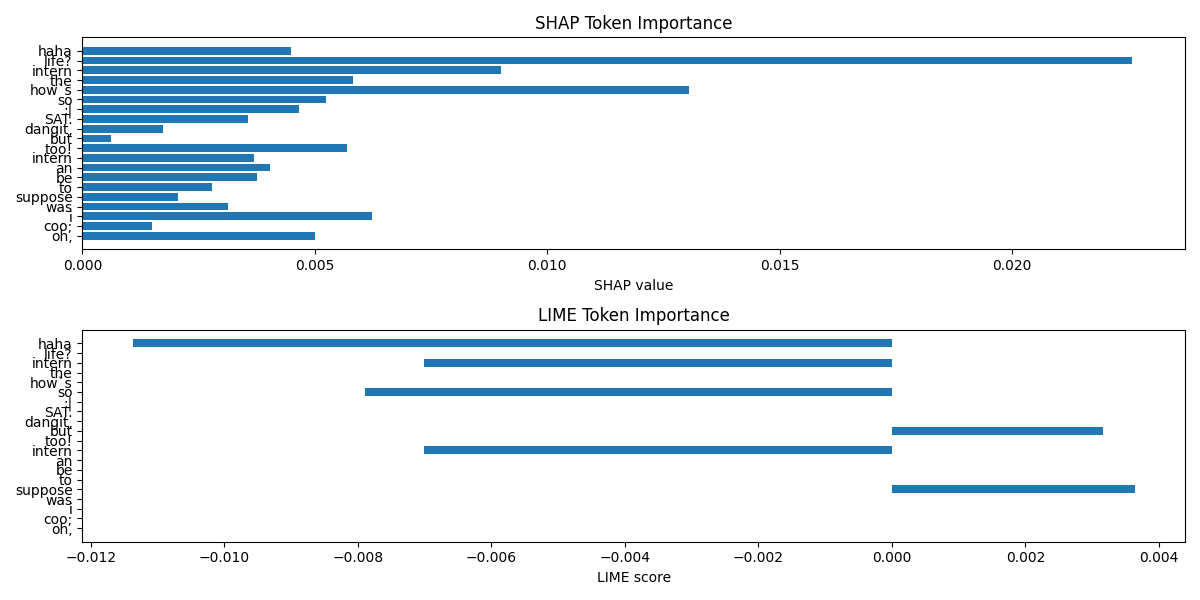 SHAP Token Importance
haha
life?
intern
the
how's
so
:|
SAT.
dangit,
but
too!
intern
an
be
to
suppose
was
i
coo;
oh,
0.000 0.005 0.010 0.015 0.020
SHAP value
LIME Token Importance
haha
life?
intern
the
how's
so
:|
SAT.
dangit,
but
too!
intern
an
be
to
suppose
was
i
coo;
oh,
−0.012 −0.010 −0.008 −0.006 −0.004 −0.002 0.000 0.002 0.004
LIME score